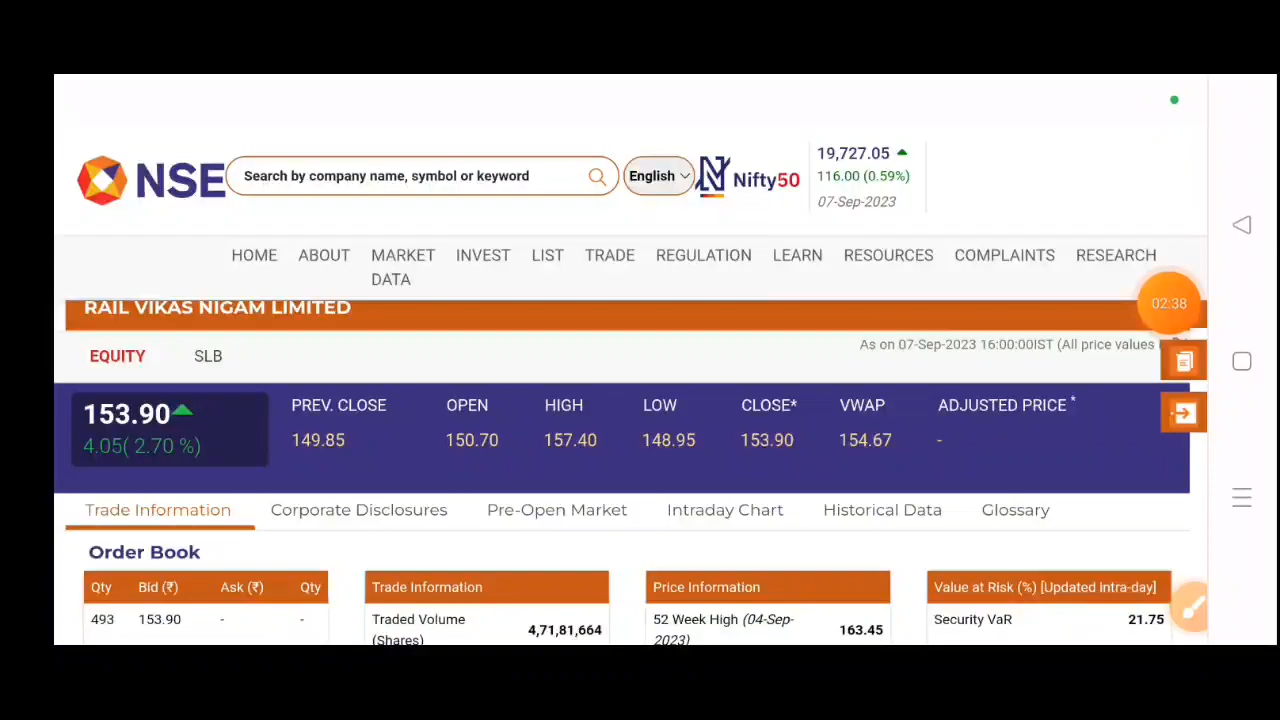 NSE
Search by company name, symbol or keyword
English
Nifty50
19,727.05
116.00 (0.59%)
07-Sep-2023
HOME ABOUT MARKET DATA INVEST LIST TRADE REGULATION LEARN RESOURCES COMPLAINTS RESEARCH
RAIL VIKAS NIGAM LIMITED
02:38
EQUITY SLB
As on 07-Sep-2023 16:00:00IST (All price values
153.90
4.05( 2.70 %)
PREV. CLOSE OPEN HIGH LOW CLOSE* VWAP ADJUSTED PRICE *
149.85 150.70 157.40 148.95 153.90 154.67 -
Trade Information Corporate Disclosures Pre-Open Market Intraday Chart Historical Data Glossary
Order Book
Qty Bid (₹) Ask (₹) Qty
493 153.90 - -
Trade Information
Traded Volume (Shares) 4,71,81,664
Price Information
52 Week High (04-Sep-2023) 163.45
Value at Risk (%) [Updated Intra-day]
Security VaR 21.75